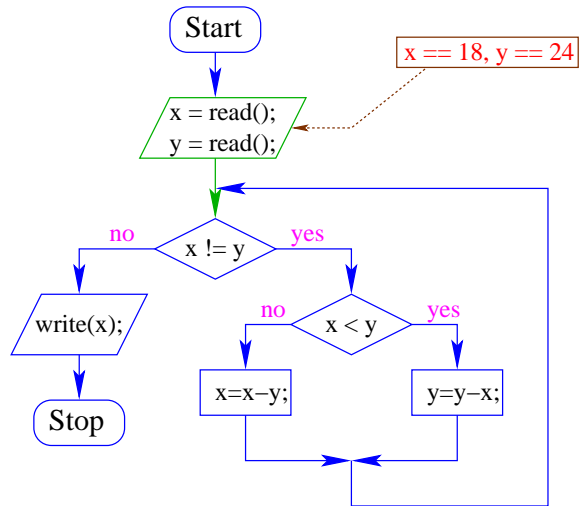 Start
x == 18, y == 24
x = read();
y = read();
no
yes
x != y
no
yes
write(x);
x < y
x=x−y;
y=y−x;
Stop